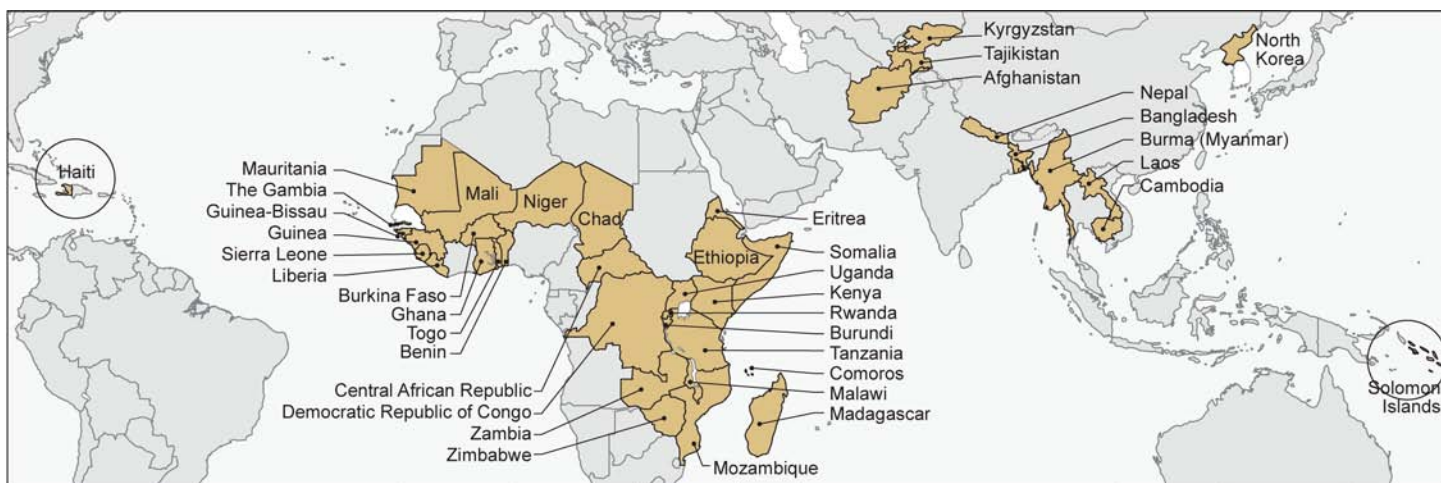 Haiti
Mauritania
The Gambia
Guinea-Bissau
Guinea
Sierra Leone
Liberia
Mali
Niger
Chad
Burkina Faso
Ghana
Togo
Benin
Central African Republic
Democratic Republic of Congo
Zambia
Zimbabwe
Ethiopia
Eritrea
Somalia
Uganda
Kenya
Rwanda
Burundi
Tanzania
Comoros
Malawi
Madagascar
Mozambique
Kyrgyzstan
Tajikistan
Afghanistan
North
Korea
Nepal
Bangladesh
Burma (Myanmar)
Laos
Cambodia
Solomon
Islands